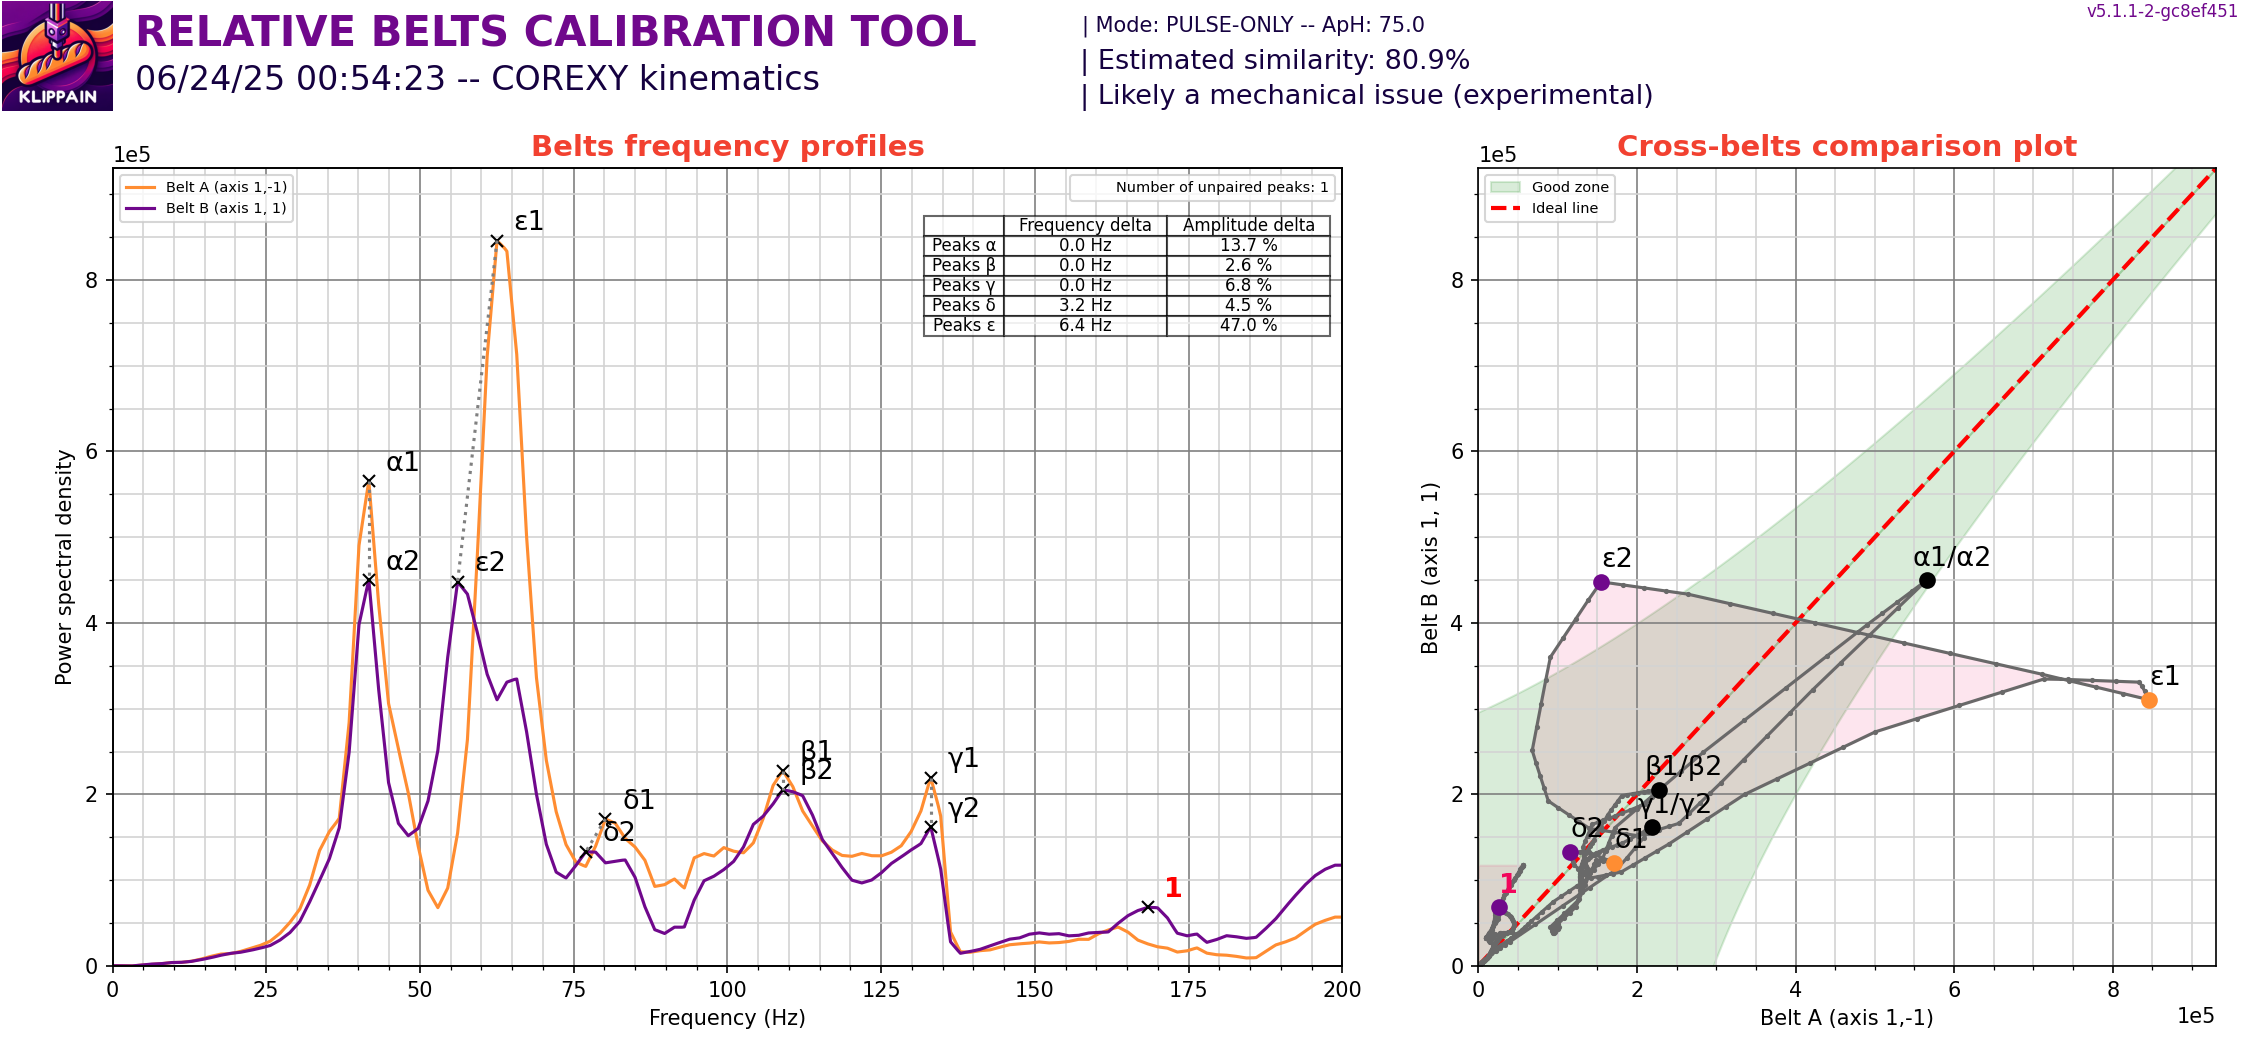 KLIPPAIN
RELATIVE BELTS CALIBRATION TOOL
06/24/25 00:54:23 -- COREXY kinematics
| Mode: PULSE-ONLY -- ApH: 75.0
| Estimated similarity: 80.9%
| Likely a mechanical issue (experimental)
v5.1.1-2-gc8ef451
Belts frequency profiles
1e5
Belt A (axis 1,-1)
Belt B (axis 1, 1)
Number of unpaired peaks: 1
Frequency delta Amplitude delta
Peaks α 0.0 Hz 13.7 %
Peaks β 0.0 Hz 2.6 %
Peaks γ 0.0 Hz 6.8 %
Peaks δ 3.2 Hz 4.5 %
Peaks ε 6.4 Hz 47.0 %
ε1
α1
α2
ε2
β1
β2
γ1
γ2
δ1
δ2
1
8
6
4
2
0
Power spectral density
0 25 50 75 100 125 150 175 200
Frequency (Hz)
Cross-belts comparison plot
1e5
Good zone
Ideal line
ε2
α1/α2
ε1
β1/β2
γ1/γ2
δ2
δ1
1
8
6
4
2
0
Belt B (axis 1, 1)
0 2 4 6 8
1e5
Belt A (axis 1,-1)